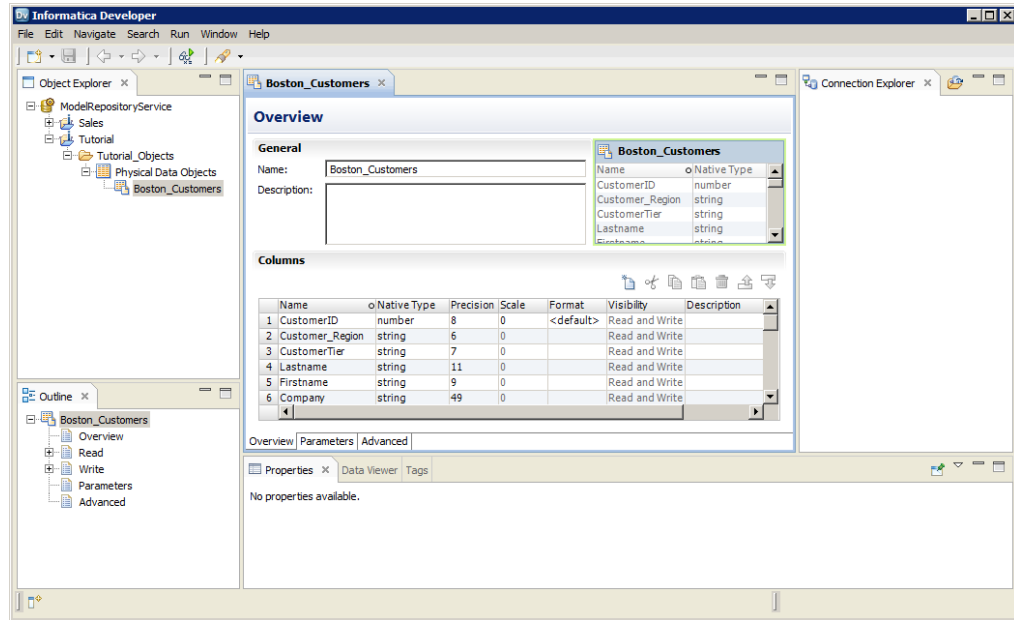 Informatica Developer
File Edit Navigate Search Run Window Help
Object Explorer
ModelRepositoryService
Sales
Tutorial
Tutorial_Objects
Physical Data Objects
Boston_Customers
Outline
Boston_Customers
Overview
Read
Write
Parameters
Advanced
Boston_Customers
Overview
General
Name: Boston_Customers
Description:
Boston_Customers
Name Native Type
CustomerID number
Customer_Region string
CustomerTier string
Lastname string
Firstname string
Columns
Name Native Type Precision Scale Format Visibility Description
1 CustomerID number 8 0 <default> Read and Write
2 Customer_Region string 6 0 Read and Write
3 CustomerTier string 7 0 Read and Write
4 Lastname string 11 0 Read and Write
5 Firstname string 9 0 Read and Write
6 Company string 49 0 Read and Write
Overview Parameters Advanced
Properties Data Viewer Tags
No properties available.
Connection Explorer